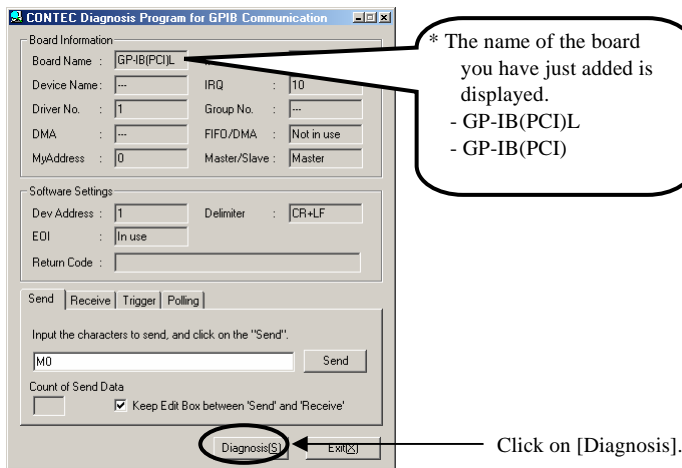 CONTEC Diagnosis Program for GPIB Communication
Board Information
Board Name : GP-IB(PCI)L
Device Name : --- IRQ : 10
Driver No. : 1 Group No. : ---
DMA : --- FIFO/DMA : Not in use
MyAddress : 0 Master/Slave : Master
Software Settings
Dev Address : 1 Delimiter : CR+LF
EOI : In use
Return Code :
Send Receive Trigger Polling
Input the characters to send, and click on the "Send".
M0 Send
Count of Send Data
Keep Edit Box between 'Send' and 'Receive'
Diagnosis(S) Exit(X)
* The name of the board
you have just added is
displayed.
- GP-IB(PCI)L
- GP-IB(PCI)
Click on [Diagnosis].